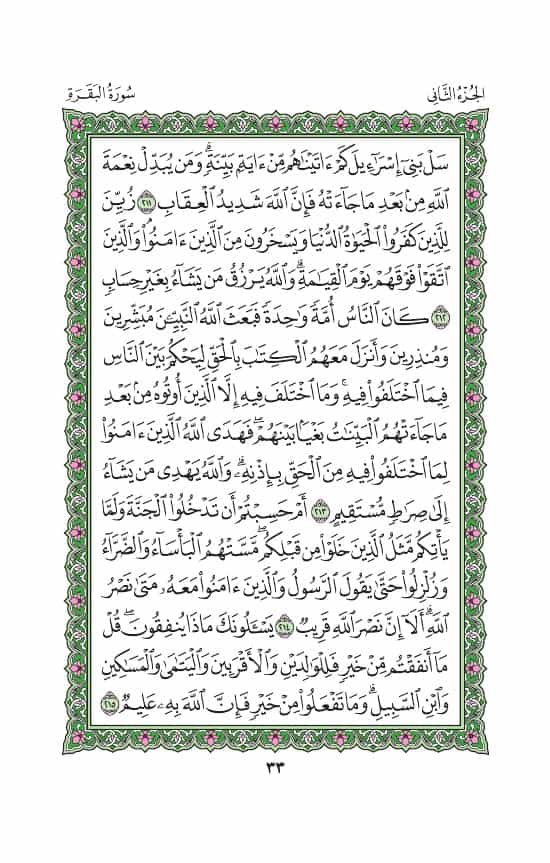 الجُزْءُ الثَّانِي
سُورَةُ البَقَرَةِ
سَلْ بَنِىٓ إِسْرَٰٓءِيلَ كَمْ ءَاتَيْنَٰهُم مِّنْ ءَايَةٍۭ بَيِّنَةٍۢ ۗ وَمَن يُبَدِّلْ نِعْمَةَ
ٱللَّهِ مِنۢ بَعْدِ مَا جَآءَتْهُ فَإِنَّ ٱللَّهَ شَدِيدُ ٱلْعِقَابِ ٢١١ زُيِّنَ
لِلَّذِينَ كَفَرُوا۟ ٱلْحَيَوٰةُ ٱلدُّنْيَا وَيَسْخَرُونَ مِنَ ٱلَّذِينَ ءَامَنُوا۟ ۘ وَٱلَّذِينَ
ٱتَّقَوْا۟ فَوْقَهُمْ يَوْمَ ٱلْقِيَٰمَةِ ۗ وَٱللَّهُ يَرْزُقُ مَن يَشَآءُ بِغَيْرِ حِسَابٍۢ
٢١٢ كَانَ ٱلنَّاسُ أُمَّةًۭ وَٰحِدَةًۭ فَبَعَثَ ٱللَّهُ ٱلنَّبِيِّـۧنَ مُبَشِّرِينَ
وَمُنذِرِينَ وَأَنزَلَ مَعَهُمُ ٱلْكِتَٰبَ بِٱلْحَقِّ لِيَحْكُمَ بَيْنَ ٱلنَّاسِ
فِيمَا ٱخْتَلَفُوا۟ فِيهِ ۚ وَمَا ٱخْتَلَفَ فِيهِ إِلَّا ٱلَّذِينَ أُوتُوهُ مِنۢ بَعْدِ
مَا جَآءَتْهُمُ ٱلْبَيِّنَٰتُ بَغْيًۢا بَيْنَهُمْ ۖ فَهَدَى ٱللَّهُ ٱلَّذِينَ ءَامَنُوا۟
لِمَا ٱخْتَلَفُوا۟ فِيهِ مِنَ ٱلْحَقِّ بِإِذْنِهِۦ ۗ وَٱللَّهُ يَهْدِى مَن يَشَآءُ
إِلَىٰ صِرَٰطٍۢ مُّسْتَقِيمٍ ٢١٣ أَمْ حَسِبْتُمْ أَن تَدْخُلُوا۟ ٱلْجَنَّةَ وَلَمَّا
يَأْتِكُم مَّثَلُ ٱلَّذِينَ خَلَوْا۟ مِن قَبْلِكُم ۖ مَّسَّتْهُمُ ٱلْبَأْسَآءُ وَٱلضَّرَّآءُ
وَزُلْزِلُوا۟ حَتَّىٰ يَقُولَ ٱلرَّسُولُ وَٱلَّذِينَ ءَامَنُوا۟ مَعَهُۥ مَتَىٰ نَصْرُ
ٱللَّهِ ۗ أَلَآ إِنَّ نَصْرَ ٱللَّهِ قَرِيبٌۭ ٢١٤ يَسْـَٔلُونَكَ مَاذَا يُنفِقُونَ ۖ قُلْ
مَآ أَنفَقْتُم مِّنْ خَيْرٍۢ فَلِلْوَٰلِدَيْنِ وَٱلْأَقْرَبِينَ وَٱلْيَتَٰمَىٰ وَٱلْمَسَٰكِينِ
وَٱبْنِ ٱلسَّبِيلِ ۗ وَمَا تَفْعَلُوا۟ مِنْ خَيْرٍۢ فَإِنَّ ٱللَّهَ بِهِۦ عَلِيمٌۭ ٢١٥
٣٣